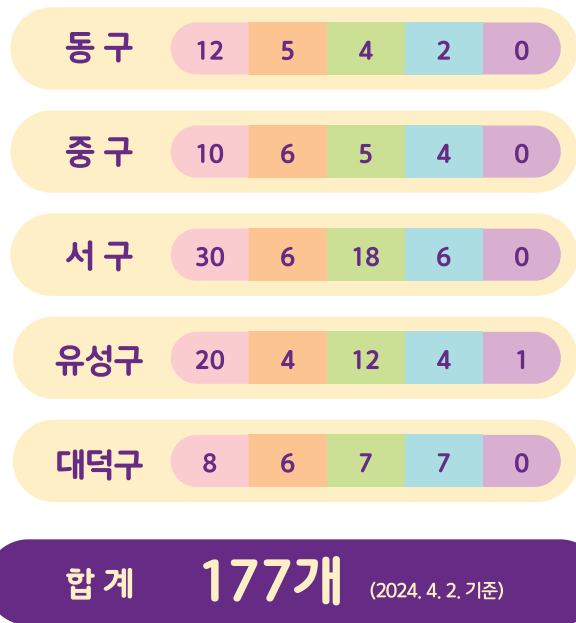 동 구 12 5 4 2 0
중 구 10 6 5 4 0
서 구 30 6 18 6 0
유성구 20 4 12 4 1
대덕구 8 6 7 7 0
합 계 177개 (2024. 4. 2. 기준)